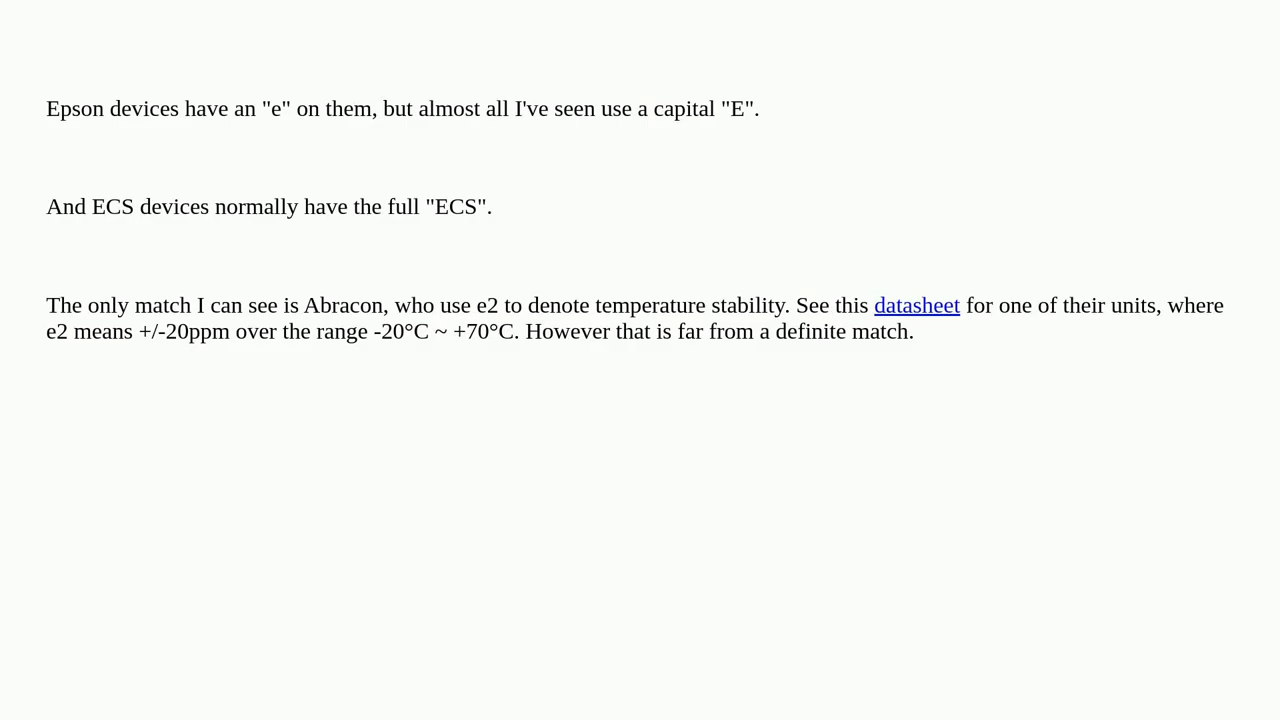 Epson devices have an "e" on them, but almost all I've seen use a capital "E".
And ECS devices normally have the full "ECS".
The only match I can see is Abracon, who use e2 to denote temperature stability. See this datasheet for one of their units, where
e2 means +/-20ppm over the range -20°C ~ +70°C. However that is far from a definite match.